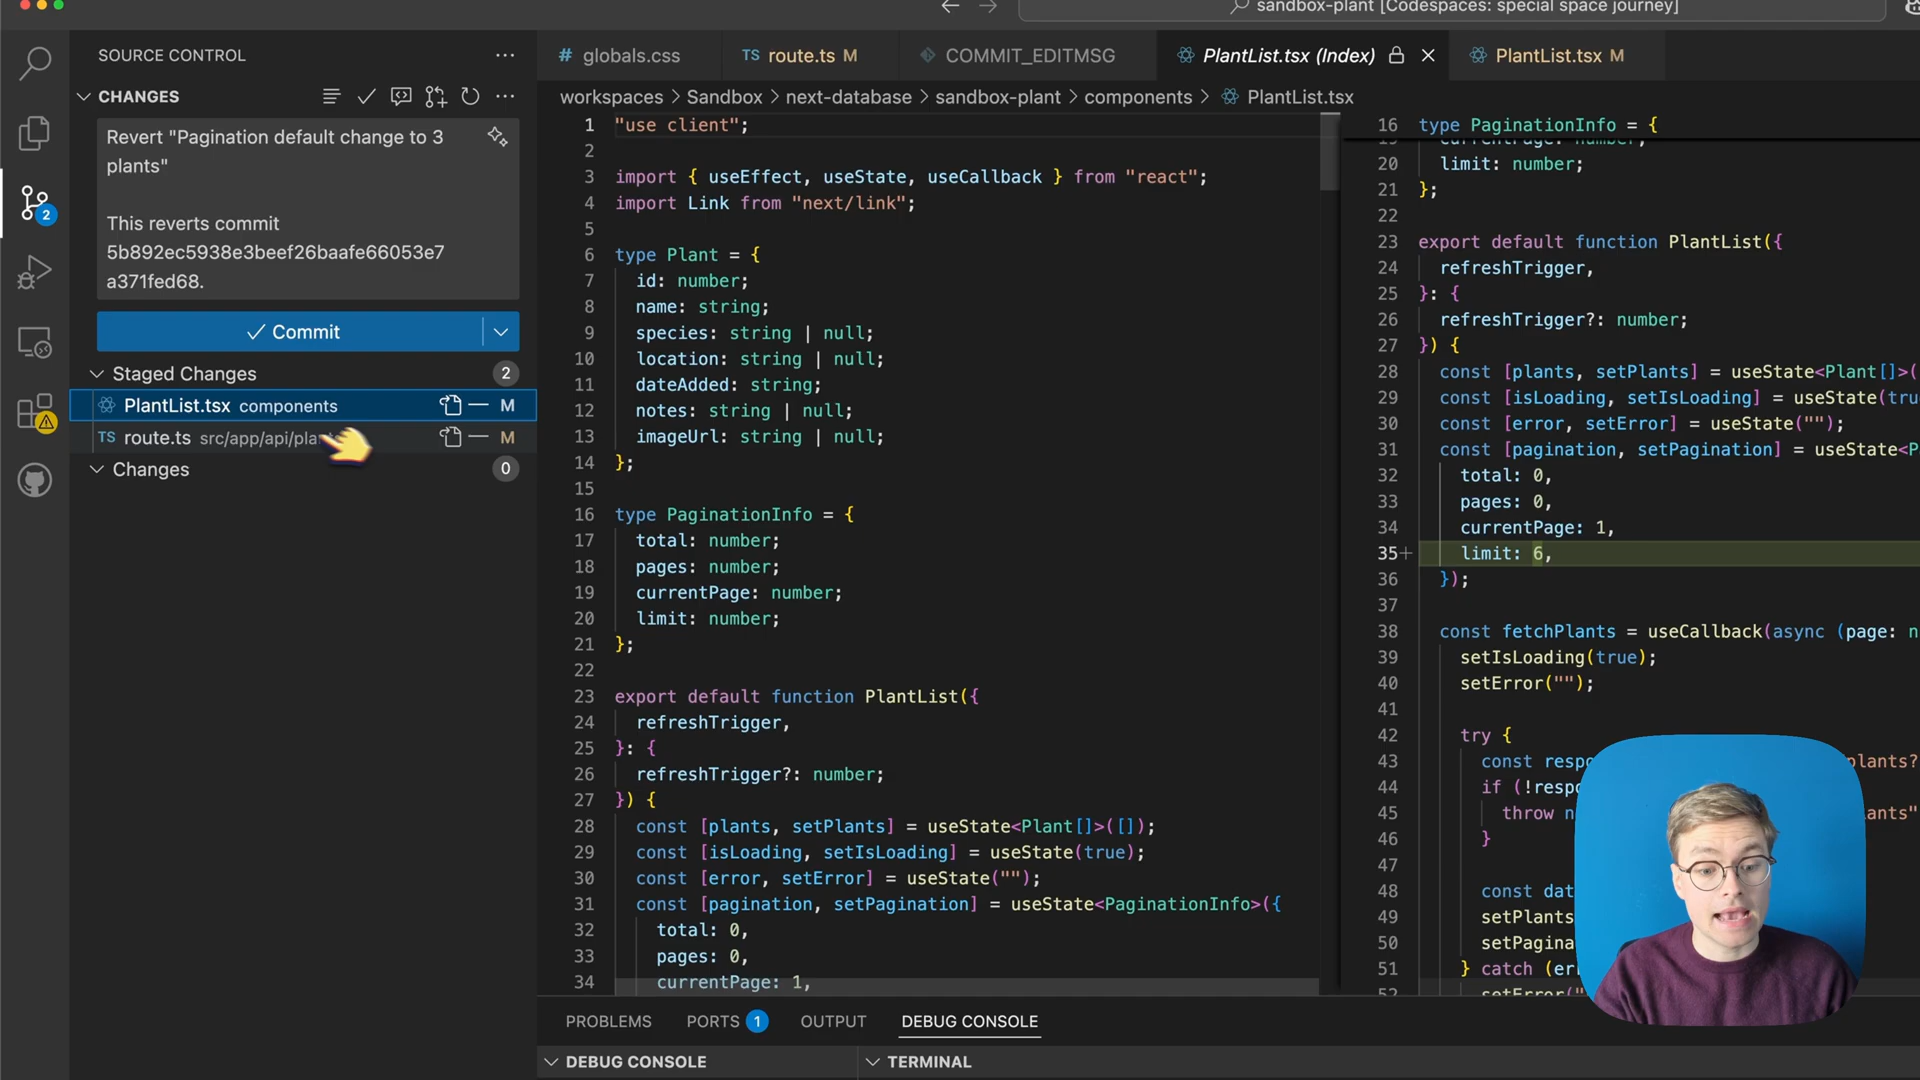 sandbox-plant [Codespaces: special space journey]
SOURCE CONTROL
CHANGES
Revert "Pagination default change to 3
plants"
This reverts commit
5b892ec5938e3beef26baafe66053e7
a371fed68.
Commit
Staged Changes 2
PlantList.tsx components M
TS route.ts src/app/api/pla M
Changes 0
2
# globals.css
TS route.ts M
COMMIT_EDITMSG
PlantList.tsx (Index)
PlantList.tsx M
workspaces > Sandbox > next-database > sandbox-plant > components > PlantList.tsx
1 "use client";
2
3 import { useEffect, useState, useCallback } from "react";
4 import Link from "next/link";
5
6 type Plant = {
7 id: number;
8 name: string;
9 species: string | null;
10 location: string | null;
11 dateAdded: string;
12 notes: string | null;
13 imageUrl: string | null;
14 };
15
16 type PaginationInfo = {
17 total: number;
18 pages: number;
19 currentPage: number;
20 limit: number;
21 };
22
23 export default function PlantList({
24 refreshTrigger,
25 }: {
26 refreshTrigger?: number;
27 }) {
28 const [plants, setPlants] = useState<Plant[]>([]);
29 const [isLoading, setIsLoading] = useState(true);
30 const [error, setError] = useState("");
31 const [pagination, setPagination] = useState<PaginationInfo>({
32 total: 0,
33 pages: 0,
34 currentPage: 1,
16 type PaginationInfo = {
19 currentPage: number;
20 limit: number;
21 };
22
23 export default function PlantList({
24 refreshTrigger,
25 }: {
26 refreshTrigger?: number;
27 }) {
28 const [plants, setPlants] = useState<Plant[]>(
29 const [isLoading, setIsLoading] = useState(tru
30 const [error, setError] = useState("");
31 const [pagination, setPagination] = useState<P
32 total: 0,
33 pages: 0,
34 currentPage: 1,
35+ limit: 6,
36 });
37
38 const fetchPlants = useCallback(async (page: n
39 setIsLoading(true);
40 setError("");
41
42 try {
43 const respo plants?
44 if (!respo
45 throw n lants"
46 }
47
48 const dat
49 setPlants
50 setPagina
51 } catch (err
52 setError("
PROBLEMS
PORTS 1
OUTPUT
DEBUG CONSOLE
DEBUG CONSOLE
TERMINAL